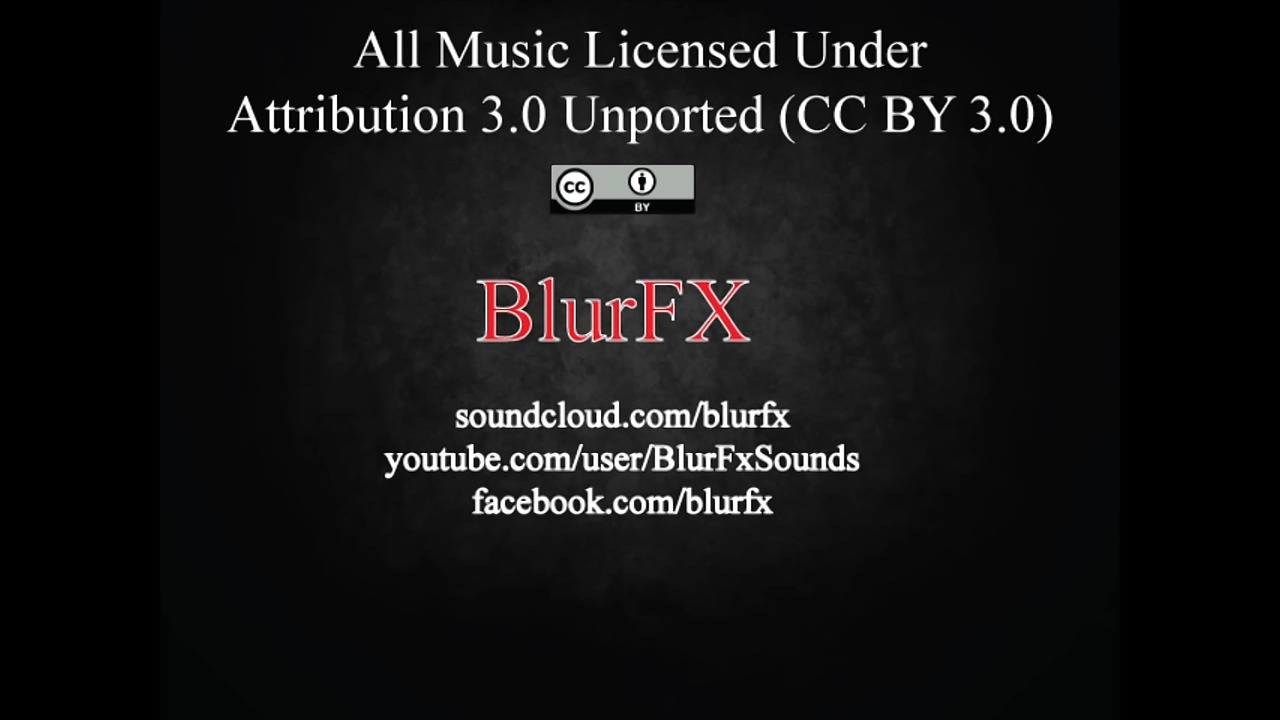 All Music Licensed Under
Attribution 3.0 Unported (CC BY 3.0)
cc
BY
BlurFX
soundcloud.com/blurfx
youtube.com/user/BlurFxSounds
facebook.com/blurfx